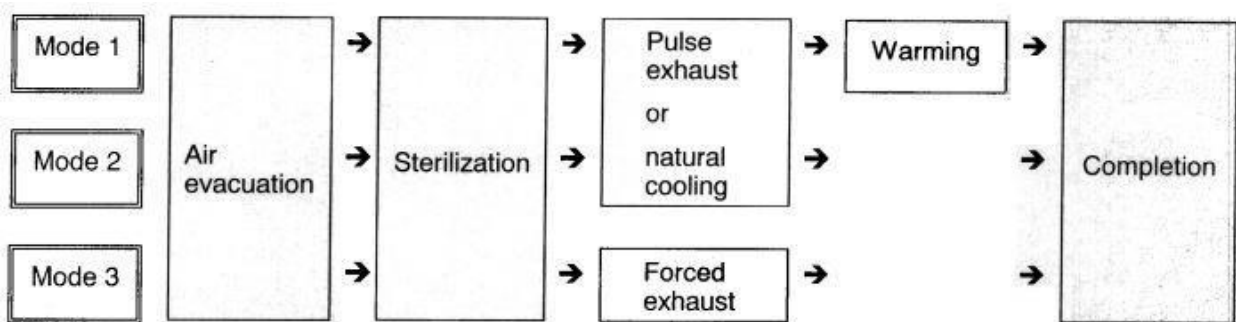 Mode 1
Mode 2
Mode 3
Air
evacuation
Sterilization
Pulse
exhaust
or
natural
cooling
Forced
exhaust
Warming
Completion